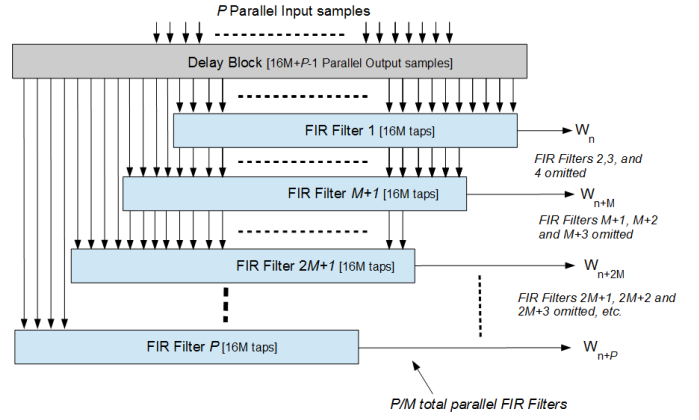 P Parallel Input samples
Delay Block [16M+P-1 Parallel Output samples]
FIR Filter 1 [16M taps]
Wn
FIR Filters 2,3, and
4 omitted
FIR Filter M+1 [16M taps]
Wn+M
FIR Filters M+1, M+2
and M+3 omitted
FIR Filter 2M+1 [16M taps]
Wn+2M
FIR Filters 2M+1, 2M+2 and
2M+3 omitted, etc.
FIR Filter P [16M taps]
Wn+P
P/M total parallel FIR Filters